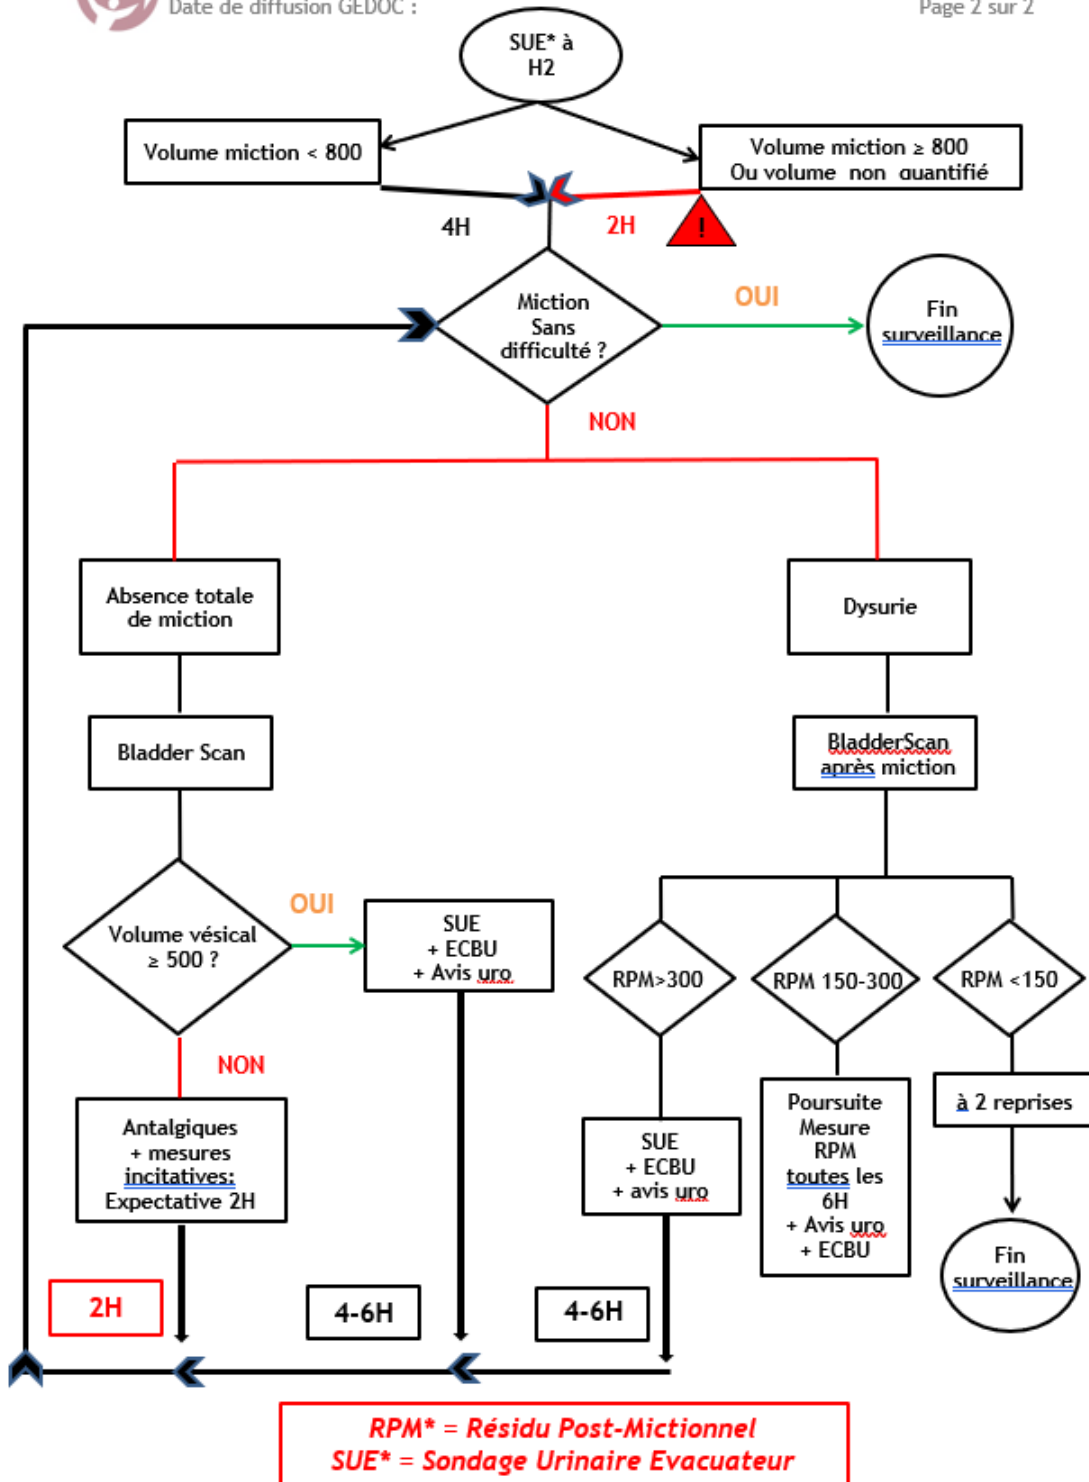 Date de diffusion GEDOC :
Page 2 sur 2
SUE* à
H2
Volume miction < 800
Volume miction ≥ 800
Ou volume non quantifié
4H
2H
!
Miction
Sans
difficulté ?
OUI
Fin
surveillance
NON
Absence totale
de miction
Dysurie
Bladder Scan
BladderScan
après miction
Volume vésical
≥ 500 ?
OUI
SUE
+ ECBU
+ Avis uro
RPM>300
RPM 150-300
RPM <150
NON
Antalgiques
+ mesures
incitatives:
Expectative 2H
SUE
+ ECBU
+ avis uro
Poursuite
Mesure
RPM
toutes les
6H
+ Avis uro
+ ECBU
à 2 reprises
Fin
surveillance
2H
4-6H
4-6H
RPM* = Résidu Post-Mictionnel
SUE* = Sondage Urinaire Evacuateur